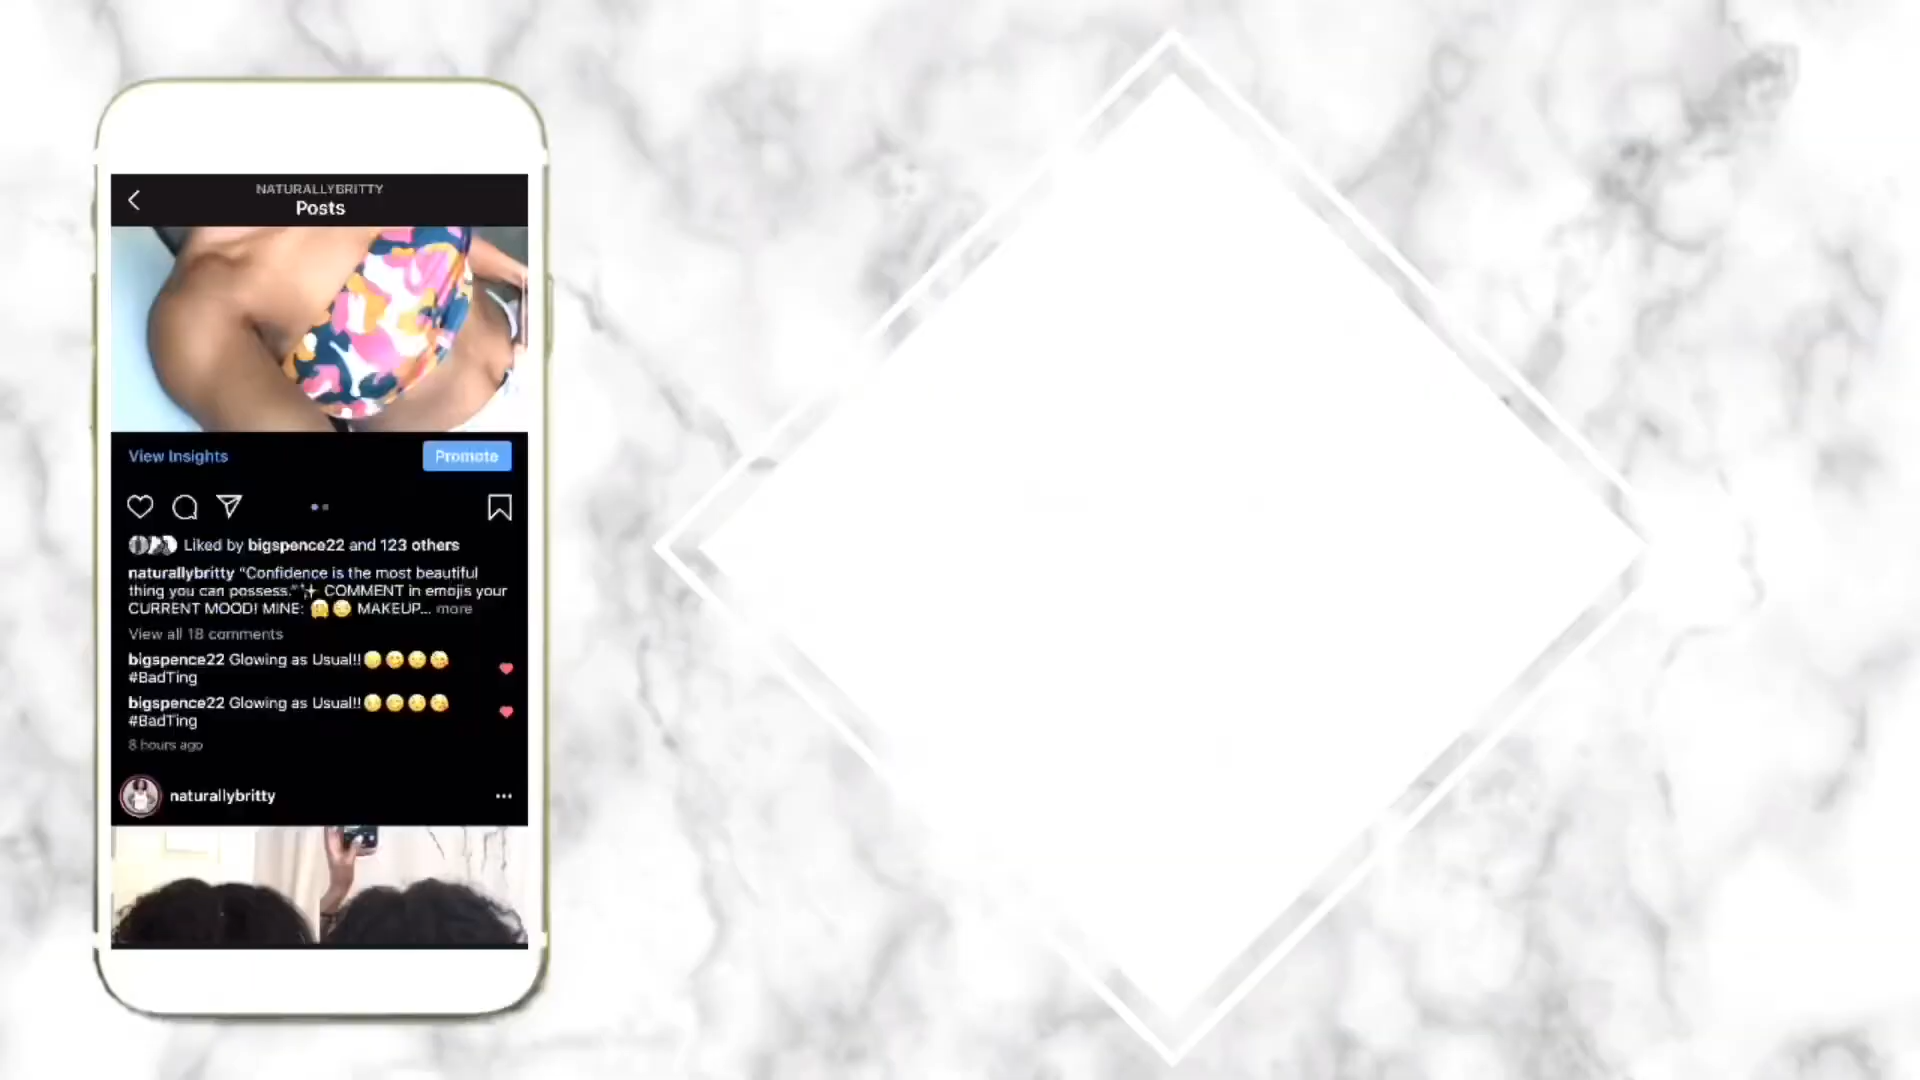 NATURALLYBRITTY
Posts
View Insights
Promote
Liked by bigspence22 and 123 others
naturallybritty “Confidence is the most beautiful
thing you can possess.”✨ COMMENT in emojis your
CURRENT MOOD! MINE: MAKEUP... more
View all 18 comments
bigspence22 Glowing as Usual!!
#BadTing
bigspence22 Glowing as Usual!!
#BadTing
8 hours ago
naturallybritty